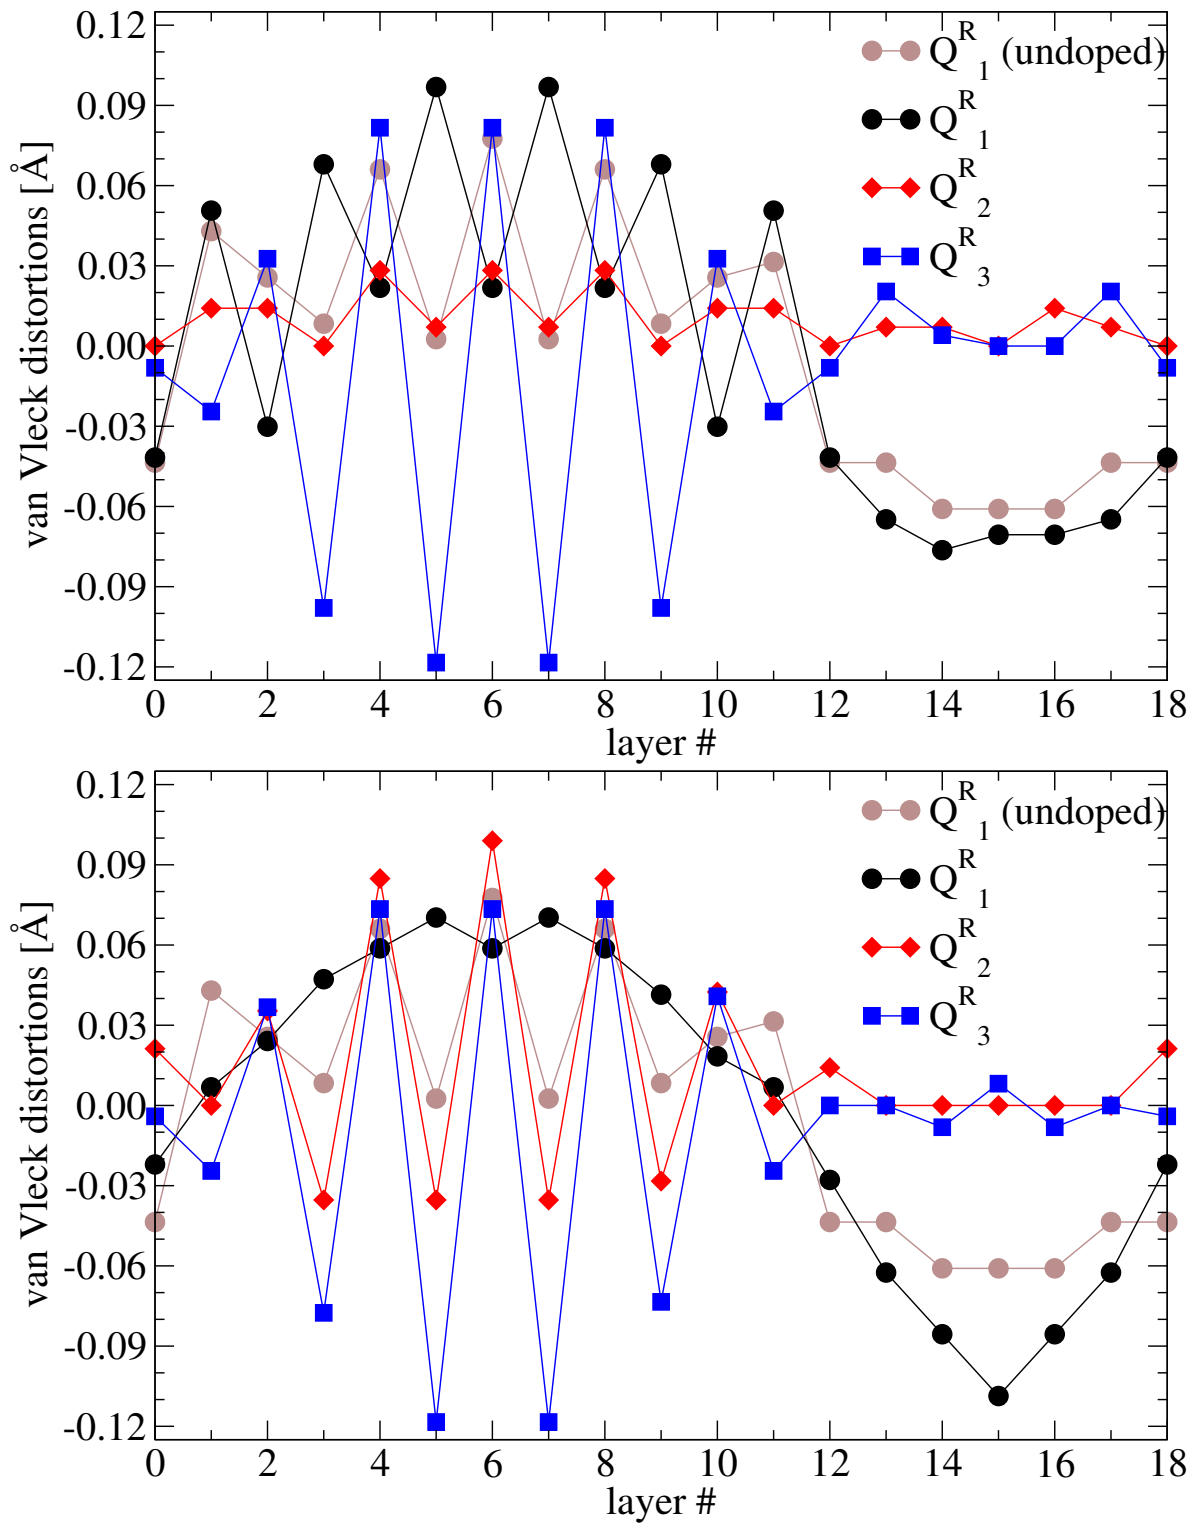 0.12
0.09
0.06
0.03
0.00
-0.03
-0.06
-0.09
-0.12
van Vleck distortions [Å]
Q^R_1 (undoped)
Q^R_1
Q^R_2
Q^R_3
0 2 4 6 8 10 12 14 16 18
layer #
0.12
0.09
0.06
0.03
0.00
-0.03
-0.06
-0.09
-0.12
van Vleck distortions [Å]
Q^R_1 (undoped)
Q^R_1
Q^R_2
Q^R_3
0 2 4 6 8 10 12 14 16 18
layer #